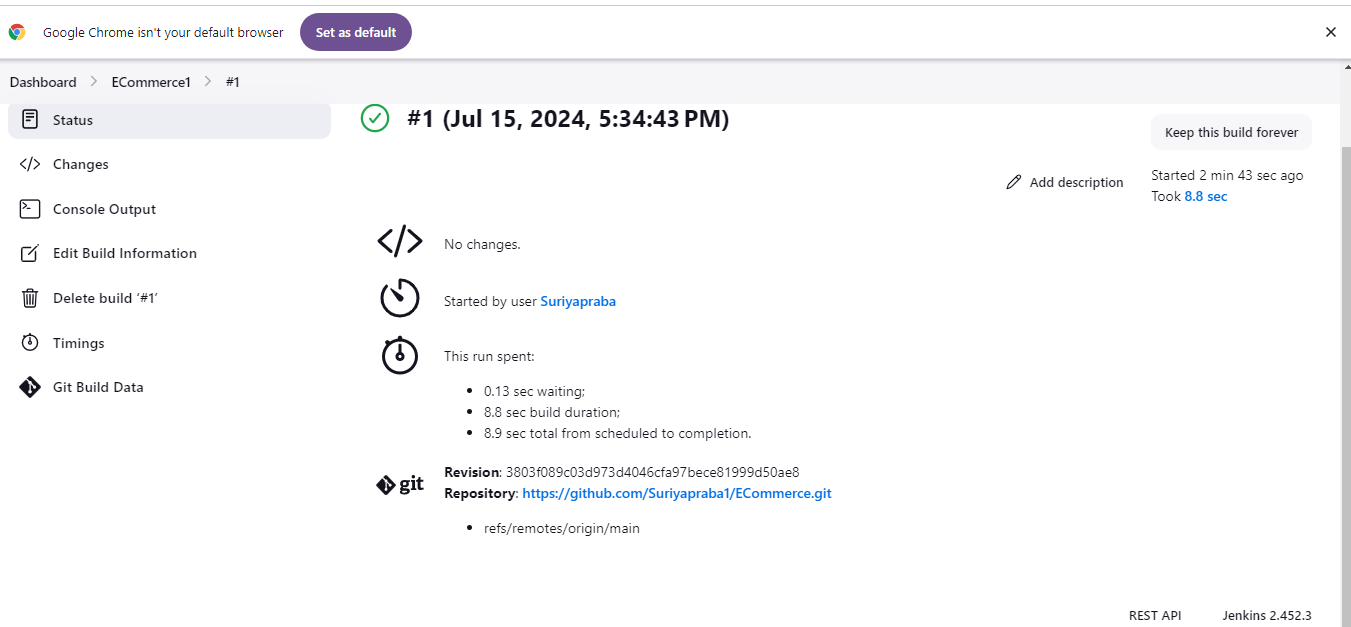 Google Chrome isn't your default browser
Set as default
Dashboard
ECommerce1
#1
Status
Changes
Console Output
Edit Build Information
Delete build ‘#1’
Timings
Git Build Data
#1 (Jul 15, 2024, 5:34:43 PM)
Keep this build forever
Add description
Started 2 min 43 sec ago
Took 8.8 sec
No changes.
Started by user Suriyapraba
This run spent:
0.13 sec waiting;
8.8 sec build duration;
8.9 sec total from scheduled to completion.
git
Revision: 3803f089c03d973d4046cfa97bece81999d50ae8
Repository: https://github.com/Suriyapraba1/ECommerce.git
refs/remotes/origin/main
REST API
Jenkins 2.452.3